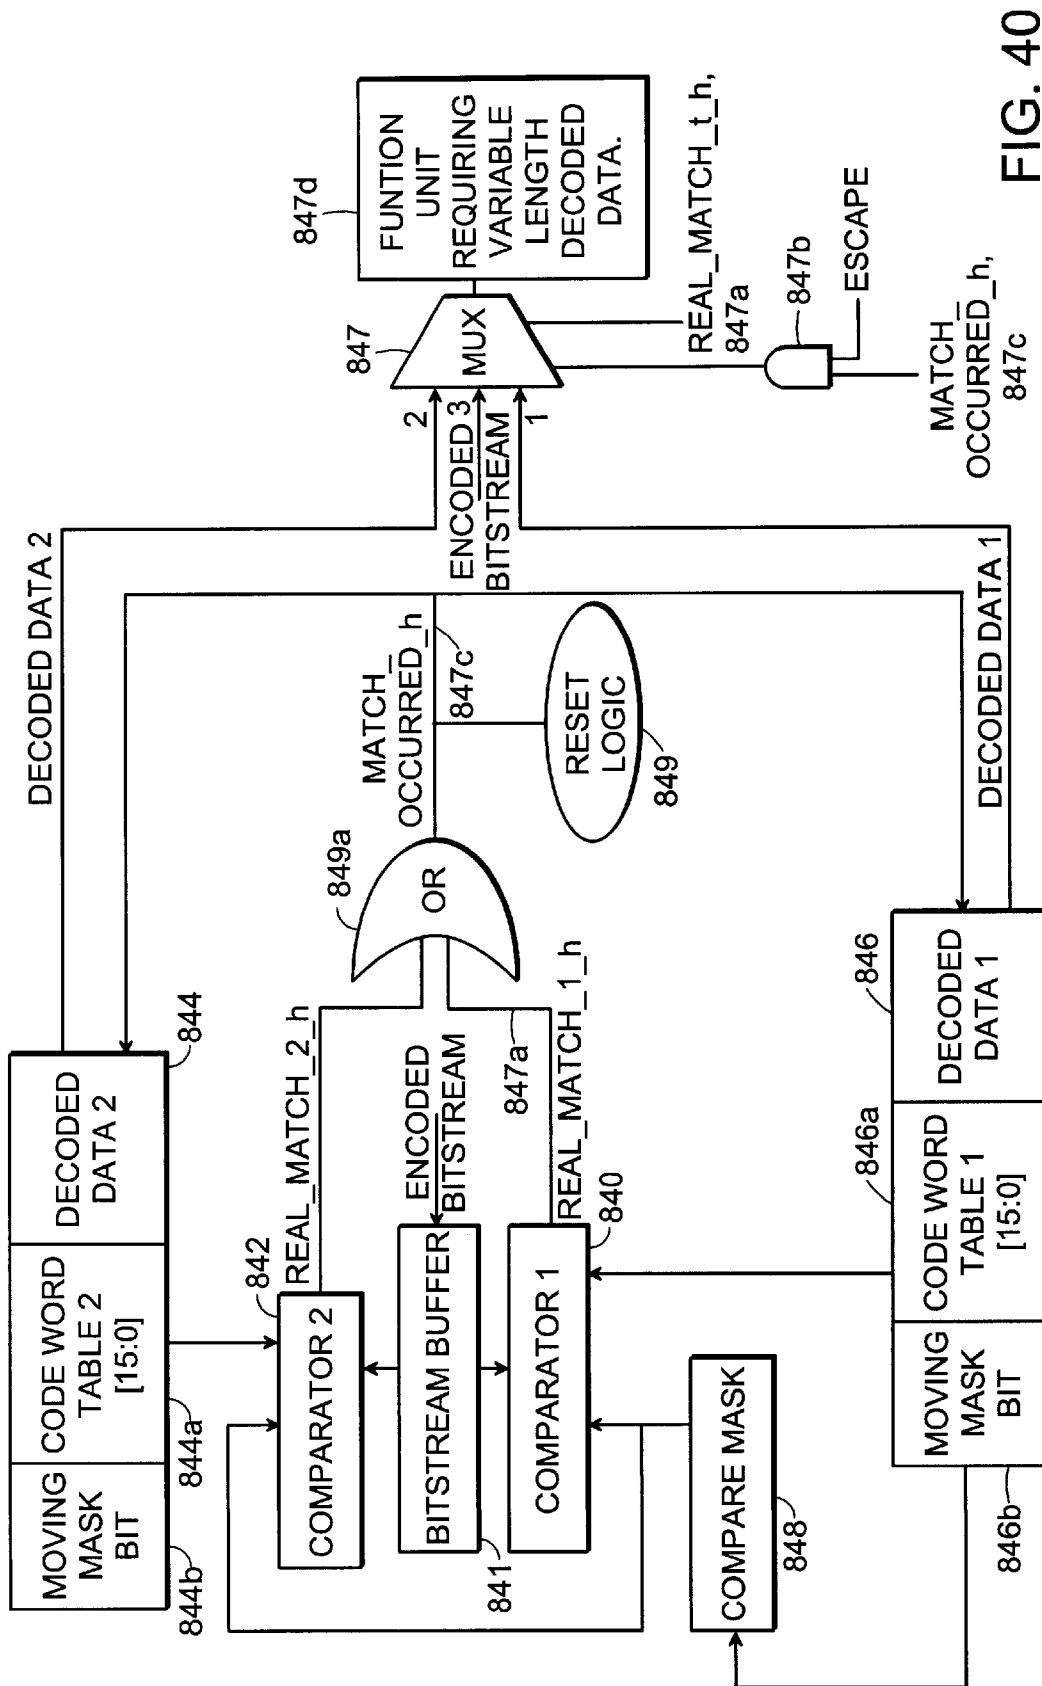 MOVING
MASK
BIT
844b
CODE WORD
TABLE 2
[15:0]
844a
DECODED
DATA 2
844
DECODED DATA 2
COMPARATOR 2
842
REAL_MATCH_2_h
BITSTREAM BUFFER
841
ENCODED
BITSTREAM
COMPARATOR 1
840
REAL_MATCH_1_h
847a
OR
849a
MATCH_
OCCURRED_h
847c
RESET
LOGIC
849
COMPARE MASK
848
MOVING
MASK
BIT
846b
CODE WORD
TABLE 1
[15:0]
846a
DECODED
DATA 1
846
DECODED DATA 1
2
ENCODED 3
BITSTREAM
1
MUX
847
FUNTION
UNIT
REQUIRING
VARIABLE
LENGTH
DECODED
DATA.
847d
REAL_MATCH_t_h,
847a
847b
ESCAPE
MATCH_
OCCURRED_h,
847c
FIG. 40